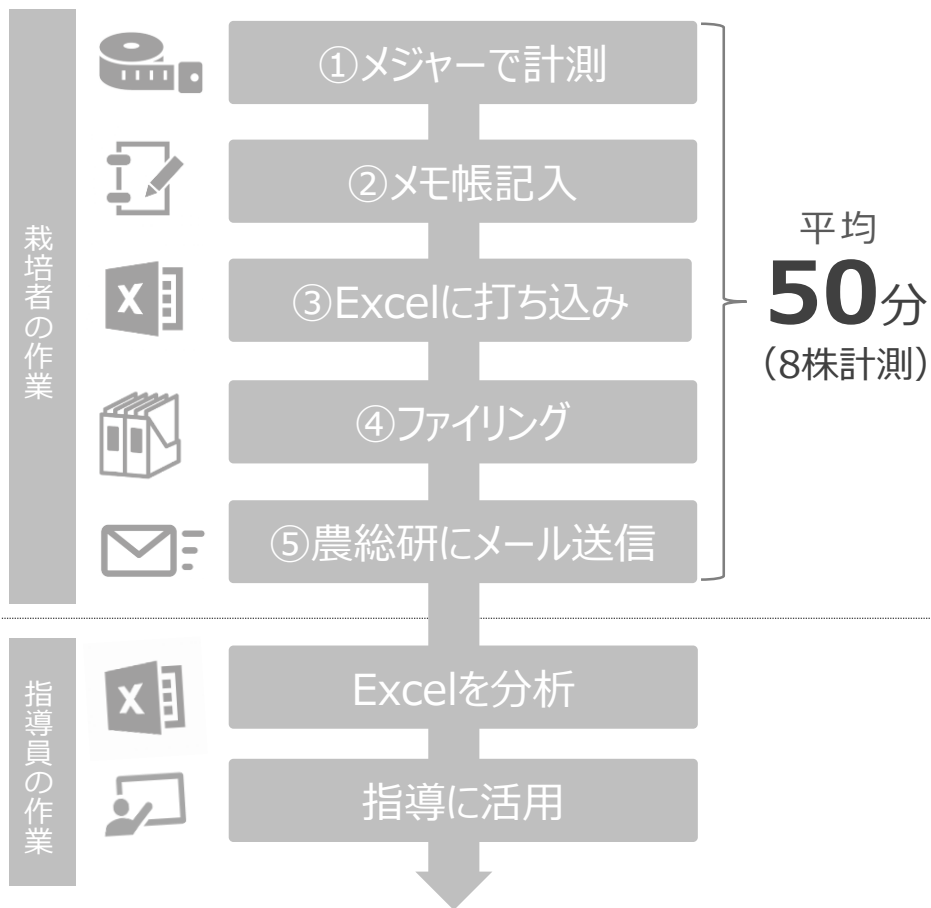 栽培者の作業
①メジャーで計測
②メモ帳記入
③Excelに打ち込み
④ファイリング
⑤農総研にメール送信
平均
50分
（8株計測）
指導員の作業
Excelを分析
指導に活用